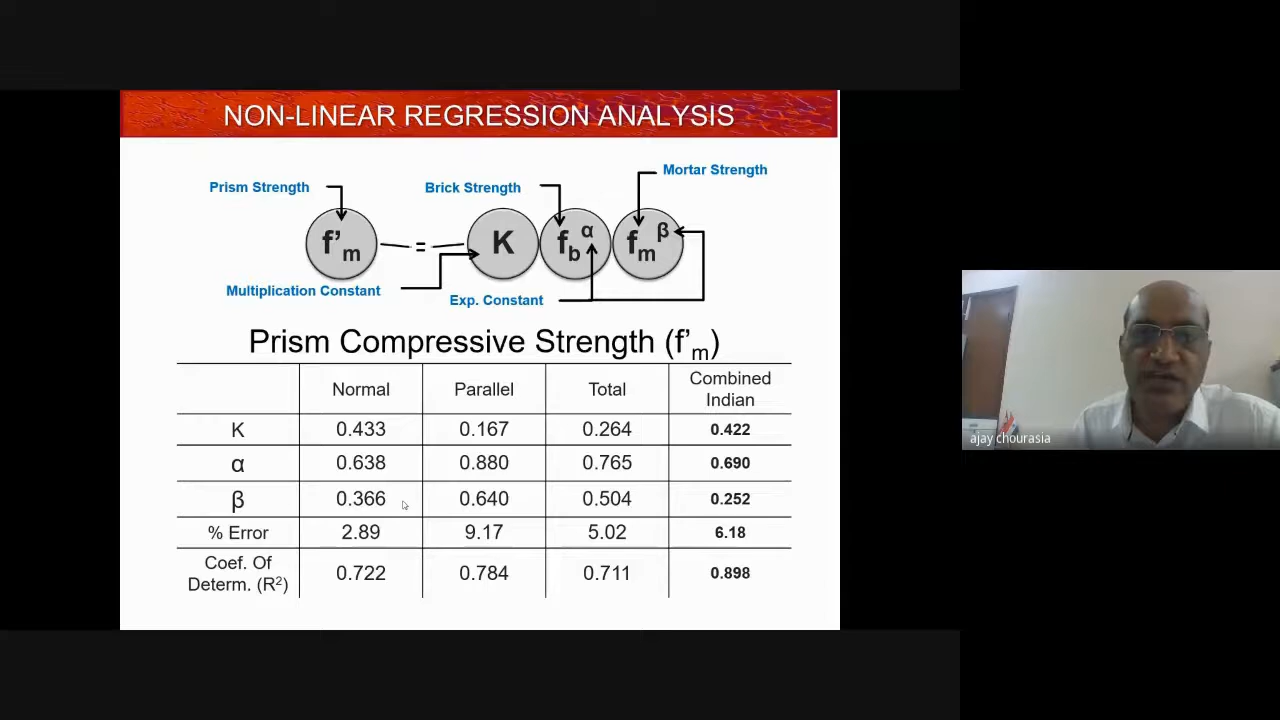 NON-LINEAR REGRESSION ANALYSIS
Mortar Strength
Prism Strength
Brick Strength
f'm = K fb^α fm^β
Multiplication Constant
Exp. Constant
Prism Compressive Strength (f'm)
Normal Parallel Total Combined Indian
K 0.433 0.167 0.264 0.422
α 0.638 0.880 0.765 0.690
β 0.366 0.640 0.504 0.252
% Error 2.89 9.17 5.02 6.18
Coef. Of Determ. (R²) 0.722 0.784 0.711 0.898
ajay chourasia